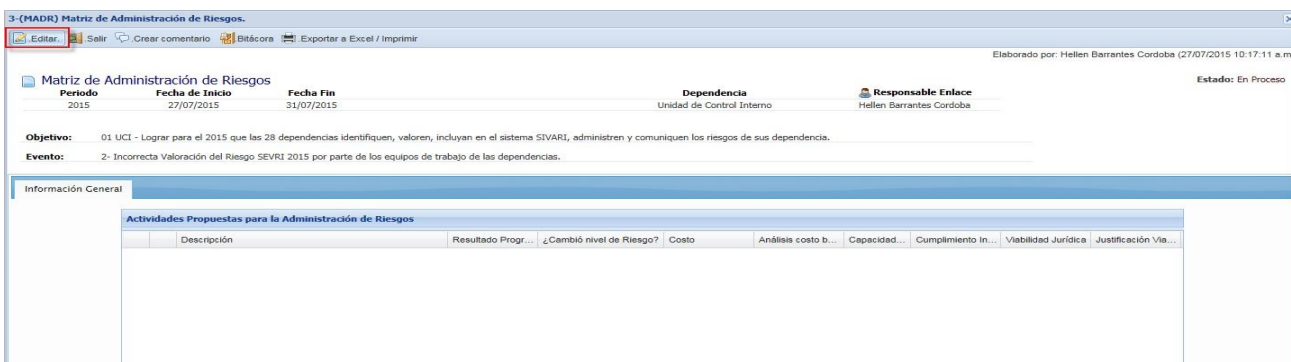 3-(MADR) Matriz de Administración de Riesgos.
.Editar. .Salir .Crear comentario .Bitácora .Exportar a Excel / Imprimir
Elaborado por: Hellen Barrantes Cordoba (27/07/2015 10:17:11 a.m
Matriz de Administración de Riesgos
Estado: En Proceso
Periodo Fecha de Inicio Fecha Fin Dependencia Responsable Enlace
2015 27/07/2015 31/07/2015 Unidad de Control Interno Hellen Barrantes Cordoba
Objetivo: 01 UCI - Lograr para el 2015 que las 28 dependencias identifiquen, valoren, incluyan en el sistema SIVARI, administren y comuniquen los riesgos de sus dependencia.
Evento: 2- Incorrecta Valoración del Riesgo SEVRI 2015 por parte de los equipos de trabajo de las dependencias.
Información General
Actividades Propuestas para la Administración de Riesgos
Descripción Resultado Progr... ¿Cambió nivel de Riesgo? Costo Análisis costo b... Capacidad... Cumplimiento In... Viabilidad Jurídica Justificación Via...